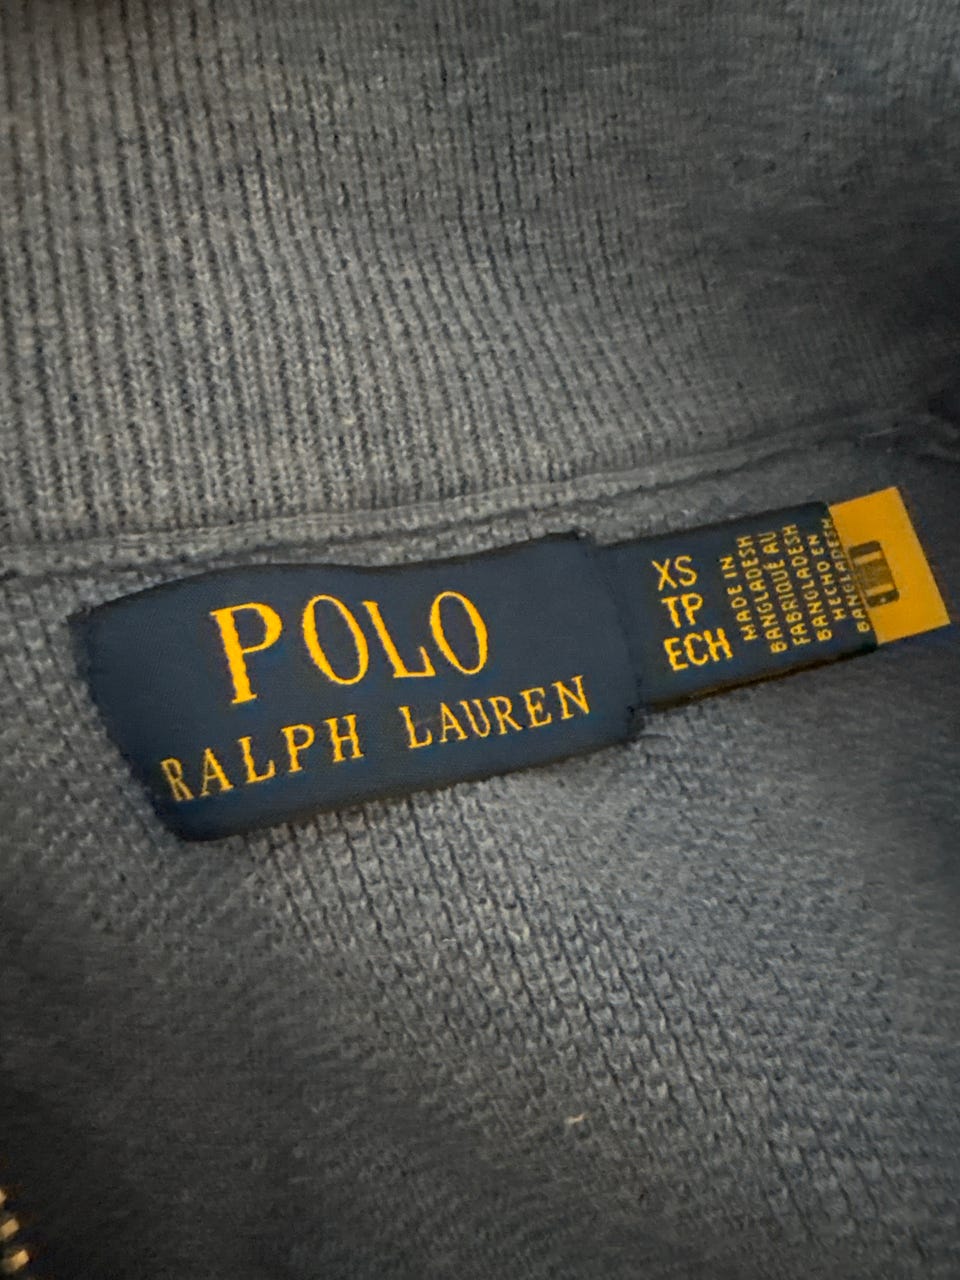 POLO
RALPH LAUREN
XS
TP
ECH
MADE IN
BANGLADESH
FABRIQUÉ AU
BANGLADESH
HECHO EN
BANGLADESH